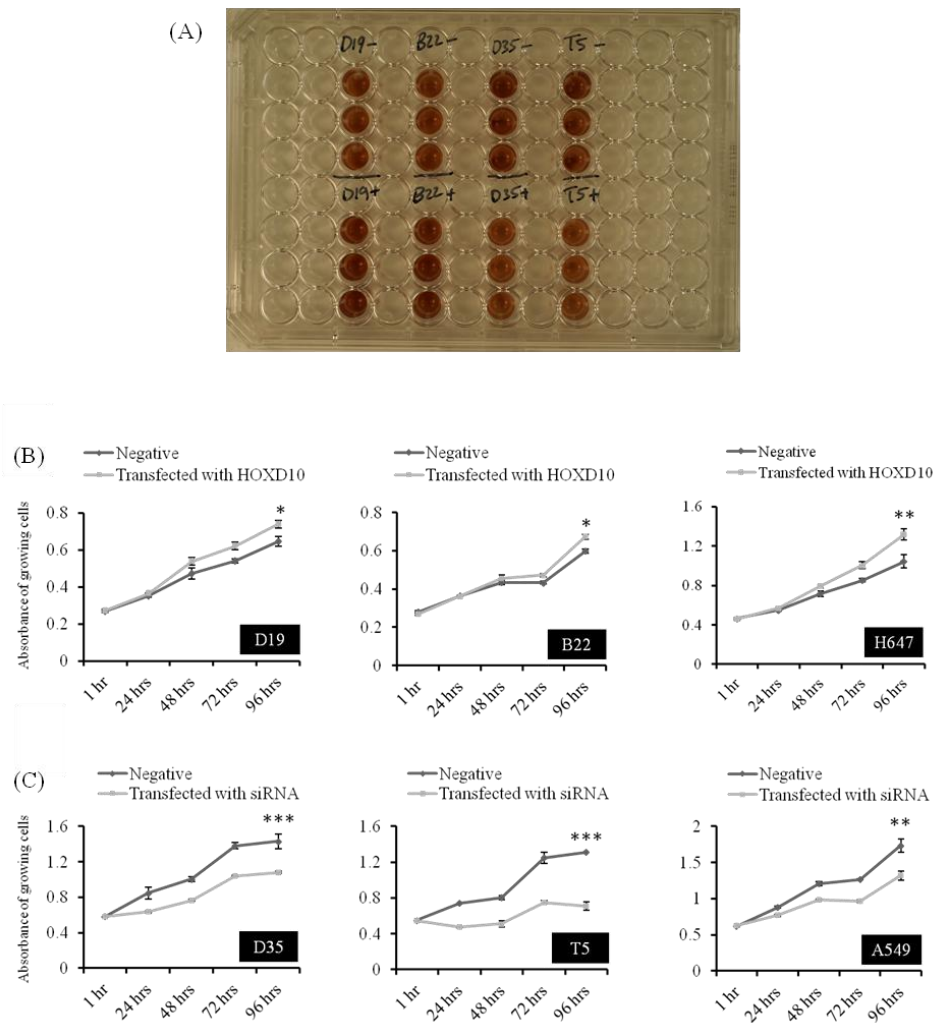 (A)
D19- B22- D35- T5-
D19+ B22+ D35+ T5+
(B)
Negative
Transfected with HOXD10
Absorbance of growing cells
0.8
0.6
0.4
0.2
0
1 hr 24 hrs 48 hrs 72 hrs 96 hrs
*
D19
Negative
Transfected with HOXD10
0.8
0.6
0.4
0.2
0
1 hr 24 hrs 48 hrs 72 hrs 96 hrs
*
B22
Negative
Transfected with HOXD10
1.6
1.2
0.8
0.4
0
1 hr 24 hrs 48 hrs 72 hrs 96 hrs
**
H647
(C)
Negative
Transfected with siRNA
Absorbance of growing cells
1.6
1.2
0.8
0.4
0
1 hr 24 hrs 48 hrs 72 hrs 96 hrs
***
D35
Negative
Transfected with siRNA
1.6
1.2
0.8
0.4
0
1 hr 24 hrs 48 hrs 72 hrs 96 hrs
***
T5
Negative
Transfected with siRNA
2
1.5
1
0.5
0
1 hr 24 hrs 48 hrs 72 hrs 96 hrs
**
A549